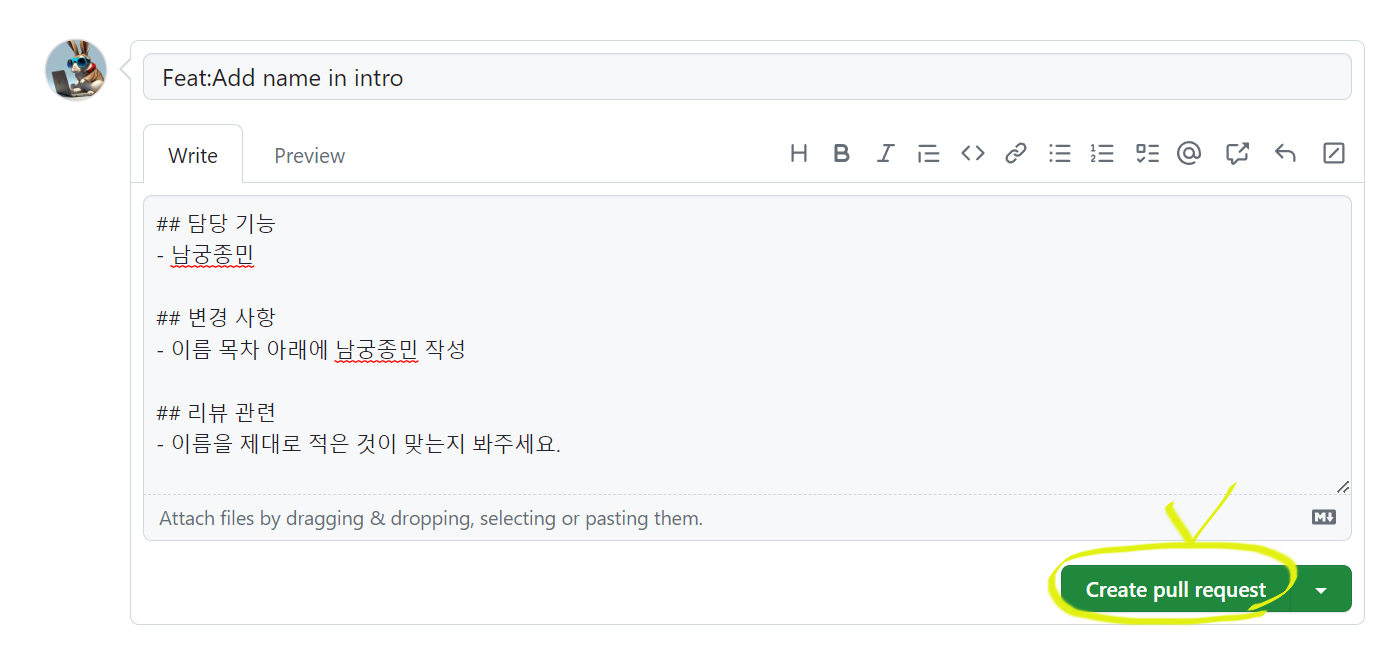 Feat:Add name in intro
Write Preview
## 담당 기능
- 남궁종민
## 변경 사항
- 이름 목차 아래에 남궁종민 작성
## 리뷰 관련
- 이름을 제대로 적은 것이 맞는지 봐주세요.
Attach files by dragging & dropping, selecting or pasting them.
Create pull request